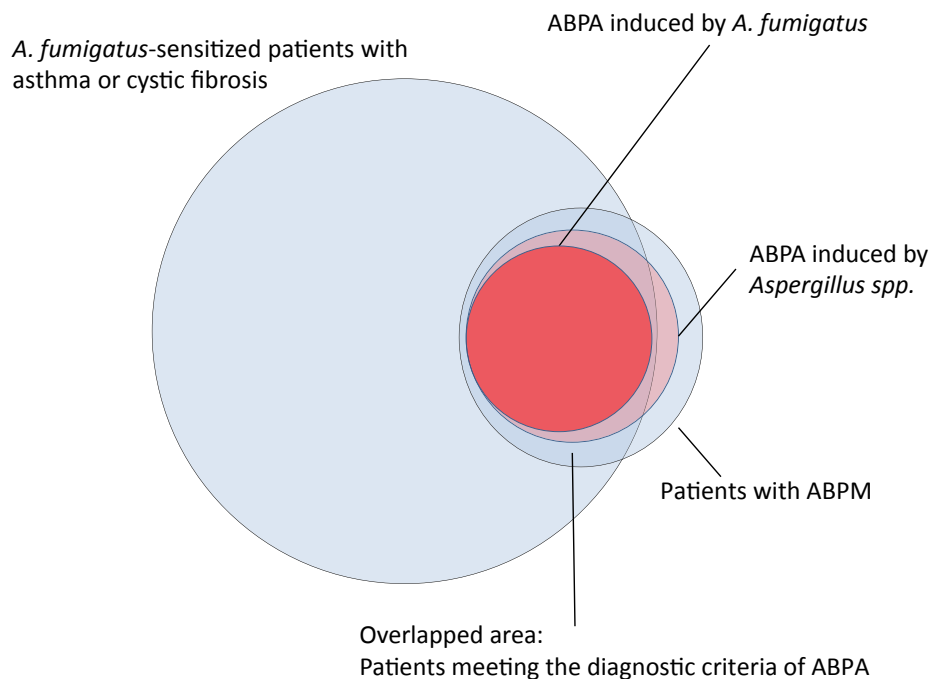 ABPA induced by A. fumigatus
A. fumigatus-sensitized patients with
asthma or cystic fibrosis
ABPA induced by
Aspergillus spp.
Patients with ABPM
Overlapped area:
Patients meeting the diagnostic criteria of ABPA